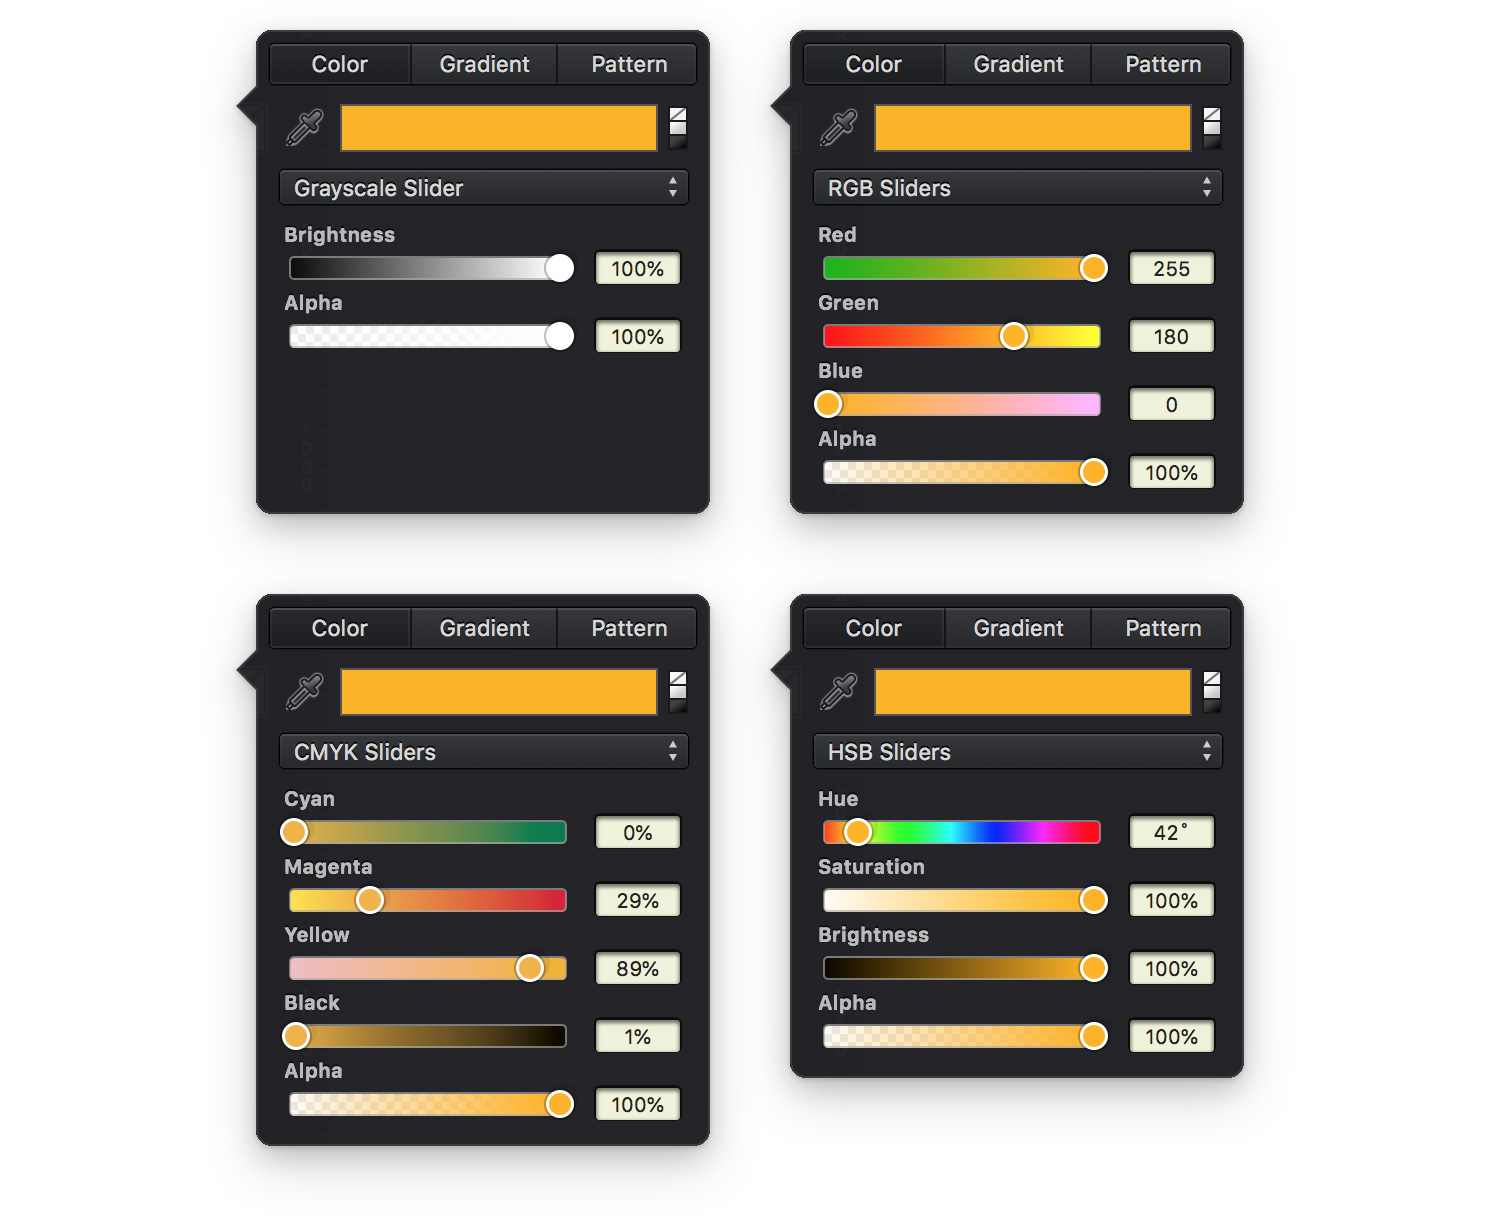 Color Gradient Pattern
Grayscale Slider
Brightness
100%
Alpha
100%
Color Gradient Pattern
RGB Sliders
Red
255
Green
180
Blue
0
Alpha
100%
Color Gradient Pattern
CMYK Sliders
Cyan
0%
Magenta
29%
Yellow
89%
Black
1%
Alpha
100%
Color Gradient Pattern
HSB Sliders
Hue
42°
Saturation
100%
Brightness
100%
Alpha
100%